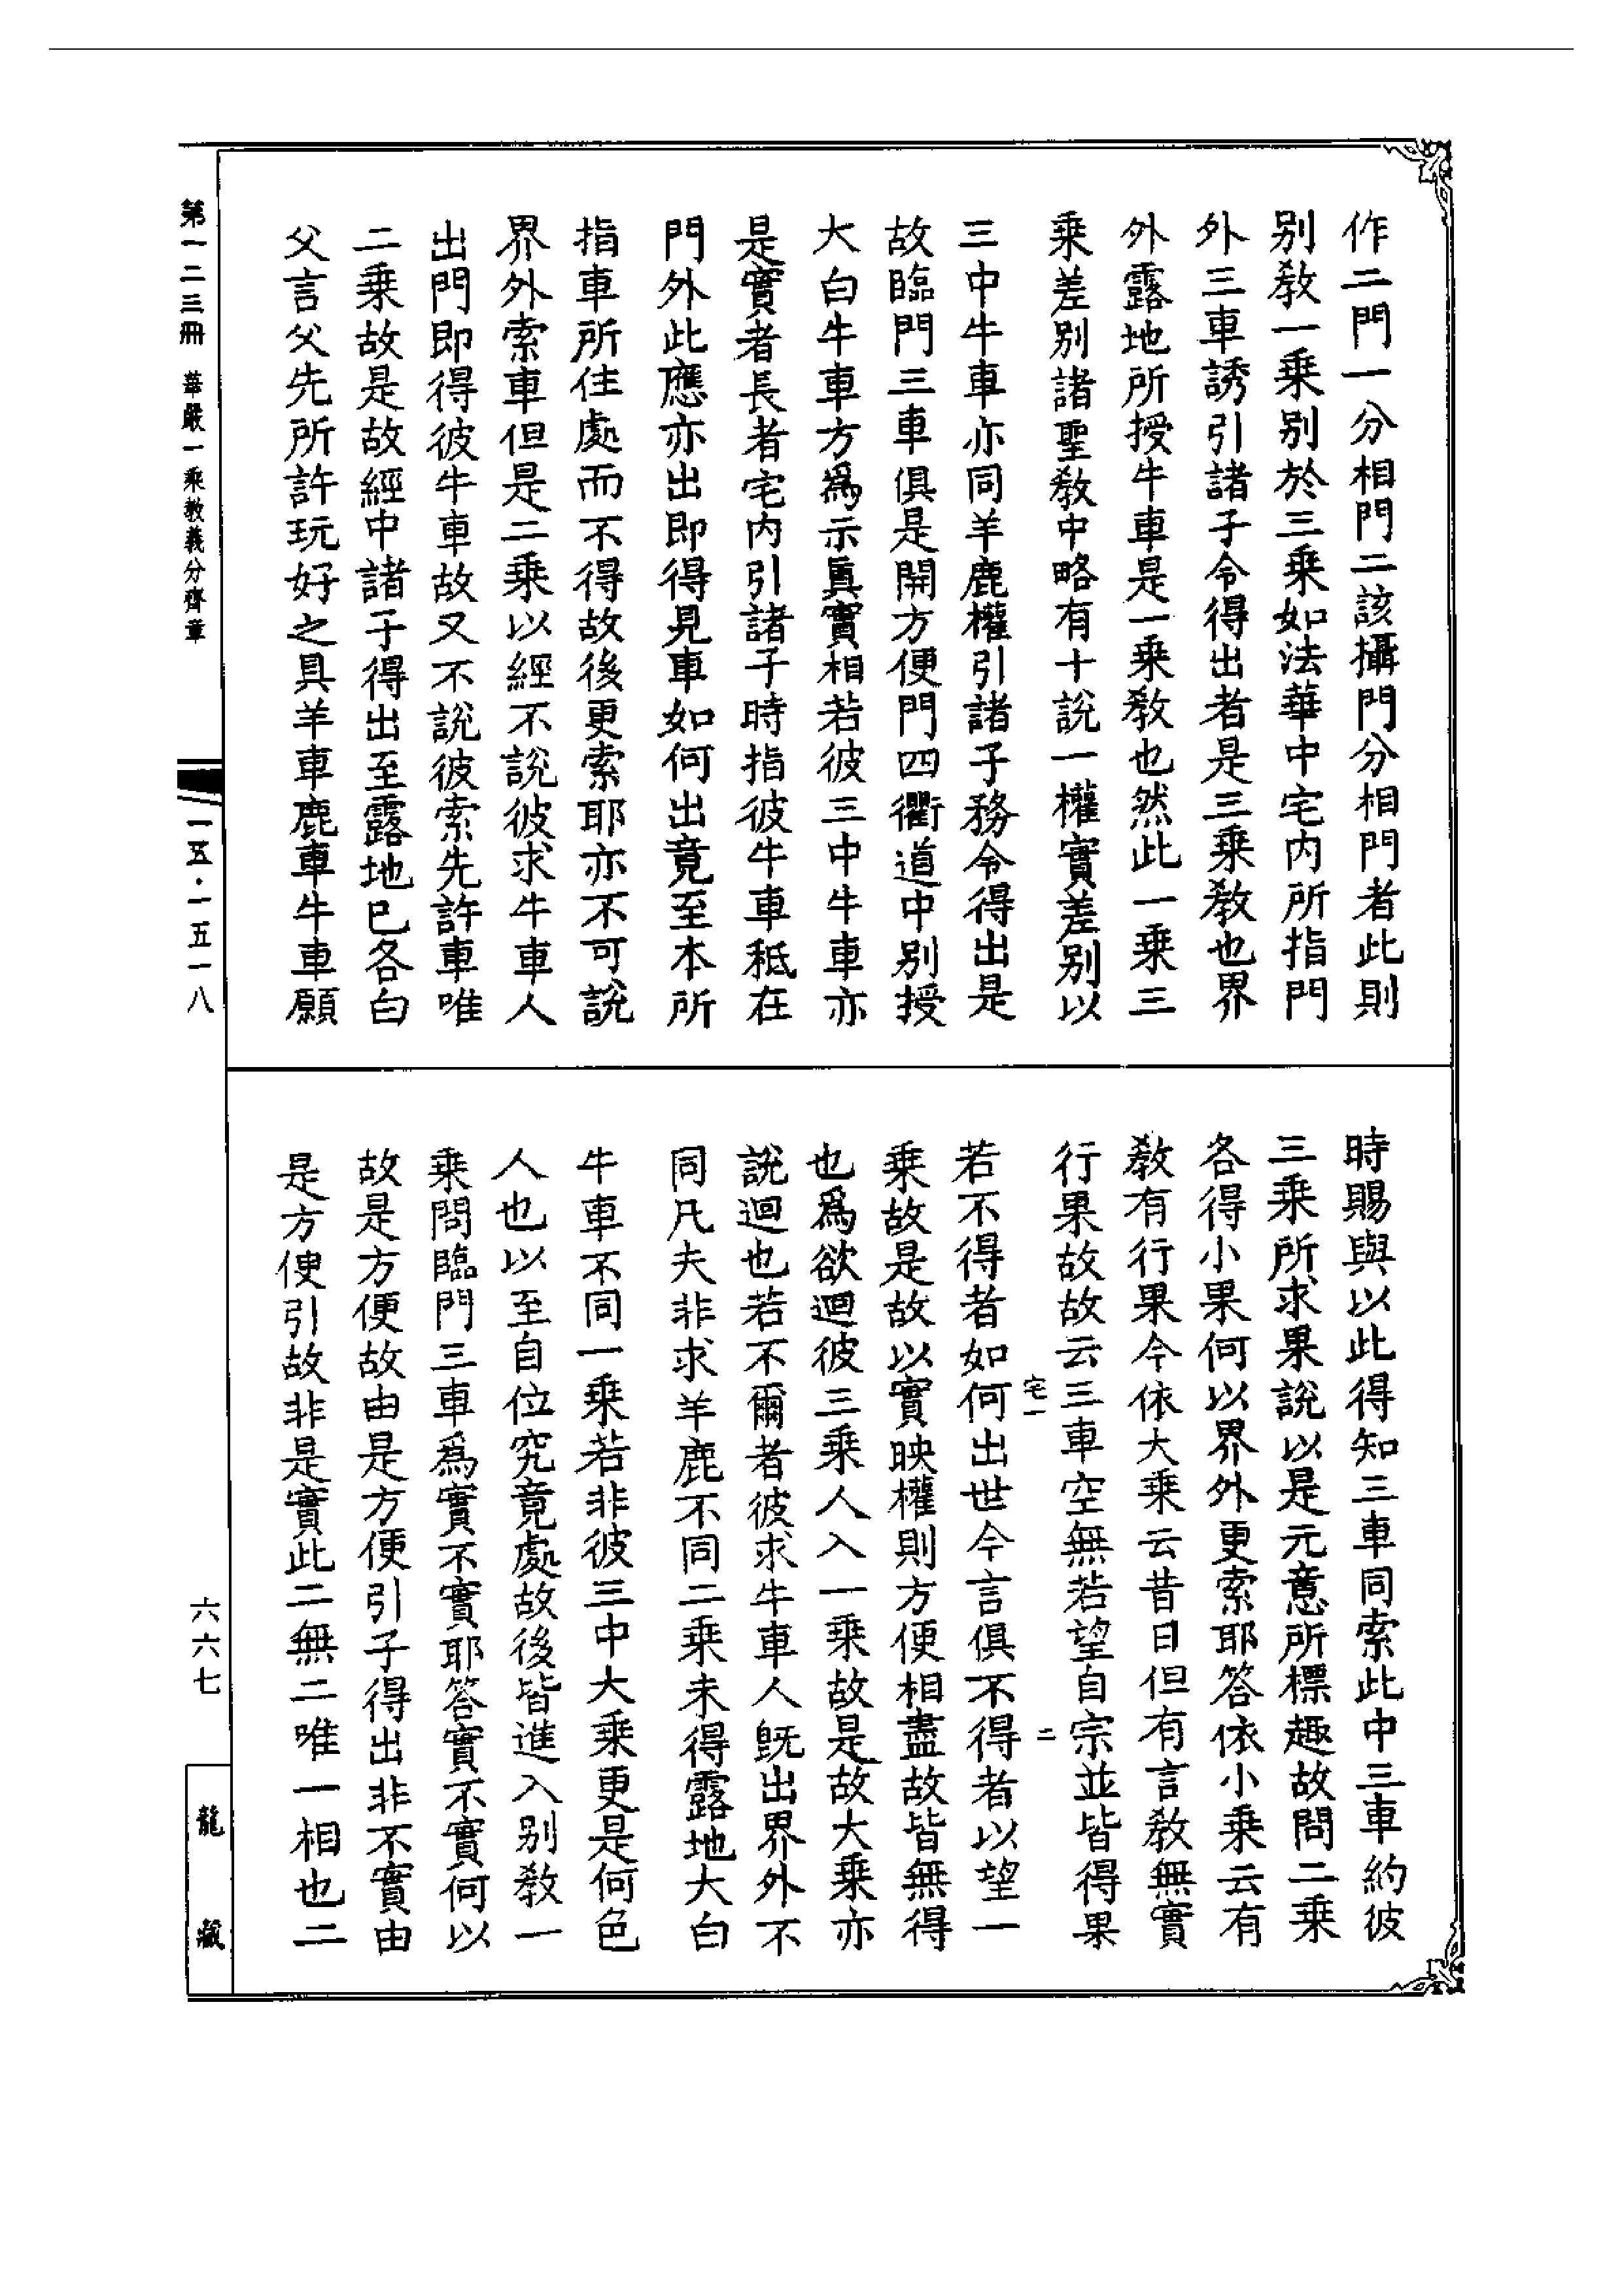 作二門一分相門二該攝門分相門者此則
別教一乘別於三乘如法華中宅内所指門
外三車誘引諸子令得出者是三乘教也界
外露地所授牛車是一乘教也然此一乘三
乘差別諸聖教中略有十說一權實差別以
三中牛車亦同羊鹿權引諸子務令得出是
故臨門三車俱是開方便門四衢道中別授
大白牛車方爲示眞實相若彼三中牛車亦
是實者長者宅内引諸子時指彼牛車秪在
門外此應亦出即得見車如何出竟至本所
指車所住處而不得故後更索耶亦不可說
界外索車但是二乘以經不說彼求牛車人
出門即得彼牛車故又不說彼索先許車唯
二乘故是故經中諸子得出至露地已各白
父言父先所許玩好之具羊車鹿車牛車願
時賜與以此得知三車同索此中三車約彼
三乘所求果說以是元意所標趣故問二乘
各得小果何以界外更索耶答依小乘云有
教有行果今依大乘云昔日但有言教無實
行果故故云三車空無若望自宗並皆得果
宅一
二
若不得者如何出世今言俱不得者以望一
乘故是故以實映權則方便相盡故皆無得
也爲欲迴彼三乘人入一乘故是故大乘亦
說迴也若不爾者彼求牛車人旣出界外不
同凡夫非求羊鹿不同二乘未得露地大白
牛車不同一乘若非彼三中大乘更是何色
人也以至自位究竟處故後皆進入別教一
乘問臨門三車爲實不實耶答實不實何以
故是方便故由是方便引子得出非不實由
是方便引故非是實此二無二唯一相也二
第一二三冊 華嚴一乘教義分齊章
一五·一五一八
六六七
龍藏